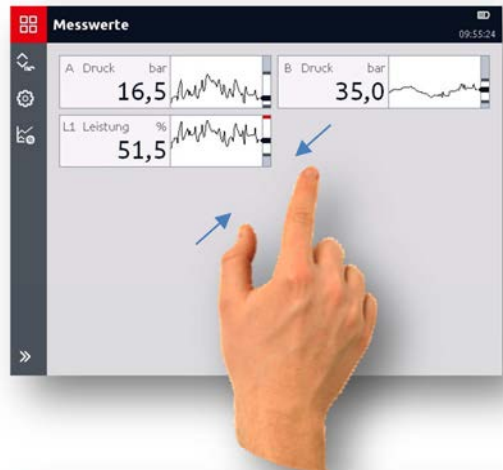 Messwerte
09:55:24
A Druck bar
16,5
B Druck bar
35,0
L1 Leistung %
51,5